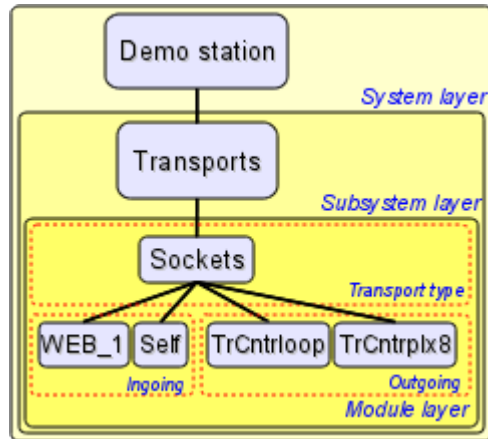 Demo station
System layer
Transports
Subsystem layer
Sockets
Transport type
WEB_1 Self TrCntrloop TrCntrplx8
Ingoing Outgoing
Module layer